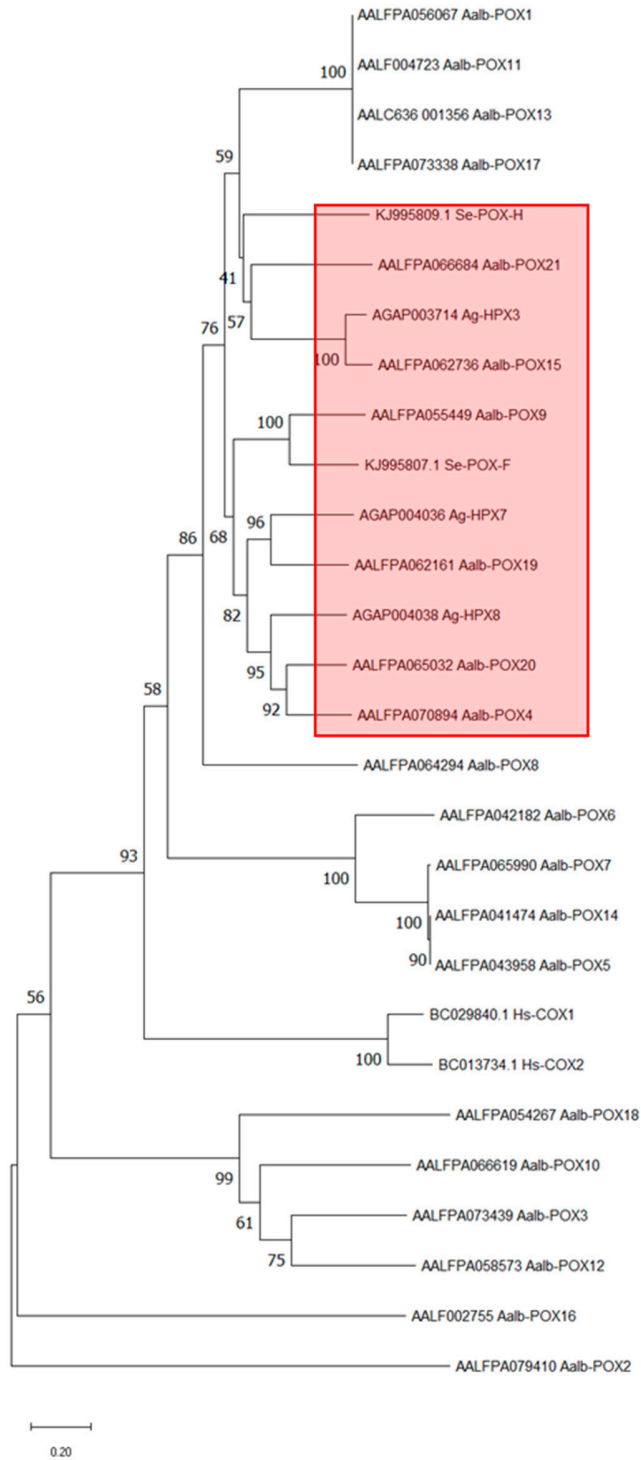 AALFPA056067 Aalb-POX1
100
AALF004723 Aalb-POX11
AALC636 001356 Aalb-POX13
AALFPA073338 Aalb-POX17
59
KJ995809.1 Se-POX-H
41
AALFPA066684 Aalb-POX21
57
AGAP003714 Ag-HPX3
76
100
AALFPA062736 Aalb-POX15
100
AALFPA055449 Aalb-POX9
KJ995807.1 Se-POX-F
96
AGAP004036 Ag-HPX7
86
68
AALFPA062161 Aalb-POX19
82
AGAP004038 Ag-HPX8
95
AALFPA065032 Aalb-POX20
58
92
AALFPA070894 Aalb-POX4
AALFPA064294 Aalb-POX8
AALFPA042182 Aalb-POX6
93
100
AALFPA065990 Aalb-POX7
100
AALFPA041474 Aalb-POX14
90
AALFPA043958 Aalb-POX5
56
BC029840.1 Hs-COX1
100
BC013734.1 Hs-COX2
AALFPA054267 Aalb-POX18
99
AALFPA066619 Aalb-POX10
61
AALFPA073439 Aalb-POX3
75
AALFPA058573 Aalb-POX12
AALF002755 Aalb-POX16
AALFPA079410 Aalb-POX2
0.20